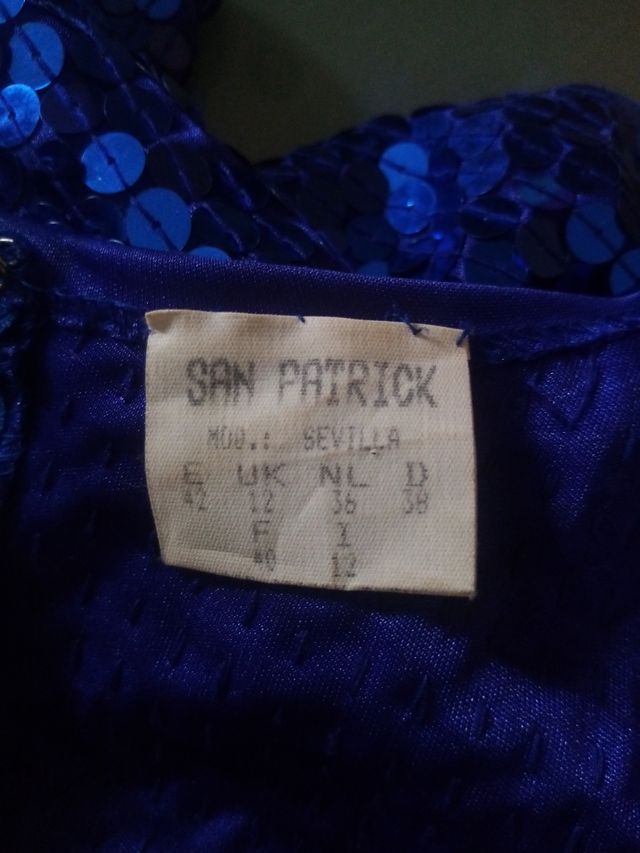 SAN PATRICK
MOD.: SEVILLA
E UK NL D
42 12 36 38
F I
40 12